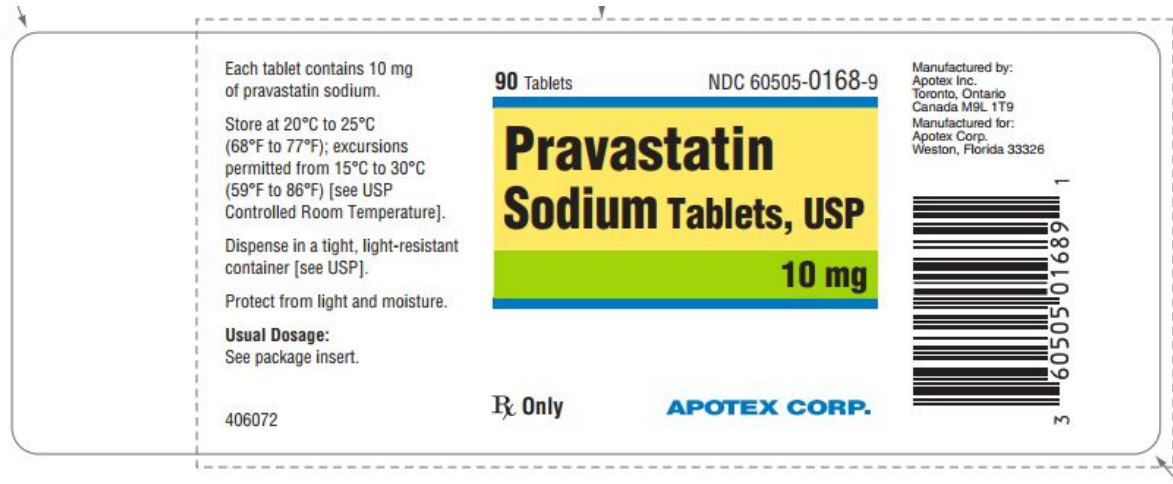 Each tablet contains 10 mg
of pravastatin sodium.
Store at 20°C to 25°C
(68°F to 77°F); excursions
permitted from 15°C to 30°C
(59°F to 86°F) [see USP
Controlled Room Temperature].
Dispense in a tight, light-resistant
container [see USP].
Protect from light and moisture.
Usual Dosage:
See package insert.
406072
90 Tablets NDC 60505-0168-9
Pravastatin
Sodium Tablets, USP
10 mg
℞ Only APOTEX CORP.
Manufactured by:
Apotex Inc.
Toronto, Ontario
Canada M9L 1T9
Manufactured for:
Apotex Corp.
Weston, Florida 33326
3 60505 01689 1